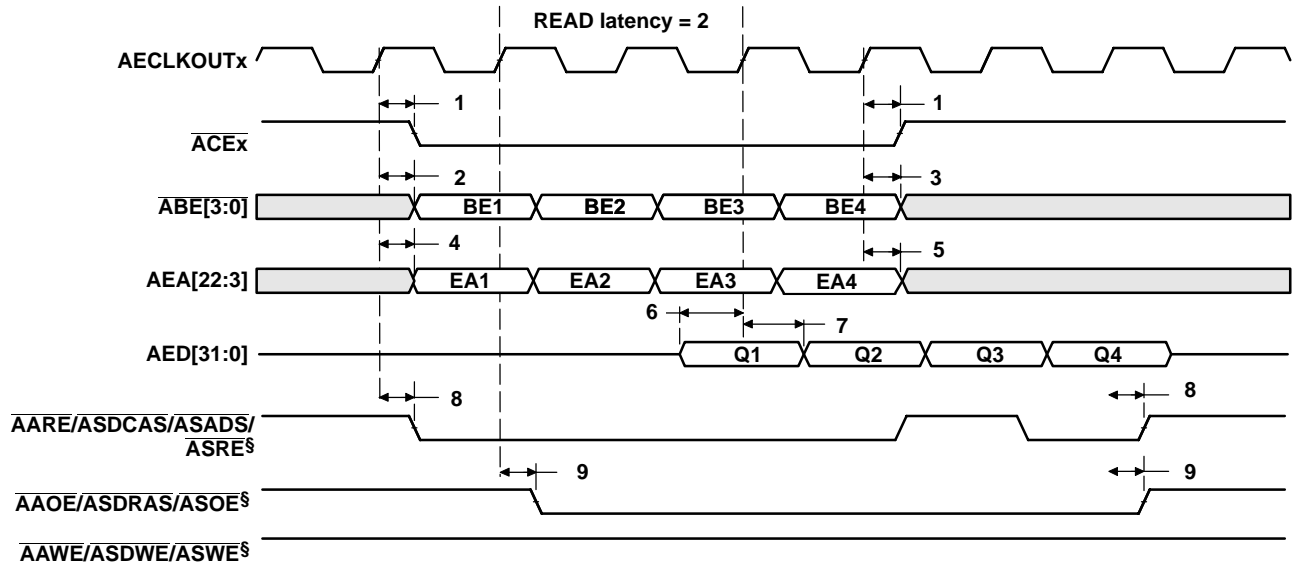 READ latency = 2
AECLKOUTx
1 1
ACEx
2 3
ABE[3:0] BE1 BE2 BE3 BE4
4 5
AEA[22:3] EA1 EA2 EA3 EA4
6 7
AED[31:0] Q1 Q2 Q3 Q4
8 8
AARE/ASDCAS/ASADS/
ASRE§
9 9
AAOE/ASDRAS/ASOE§
AAWE/ASDWE/ASWE§